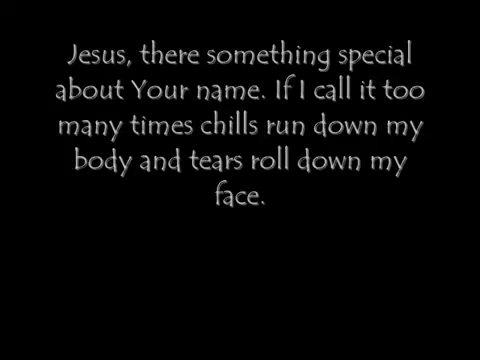 Jesus, there something special
about Your name. If I call it too
many times chills run down my
body and tears roll down my
face.